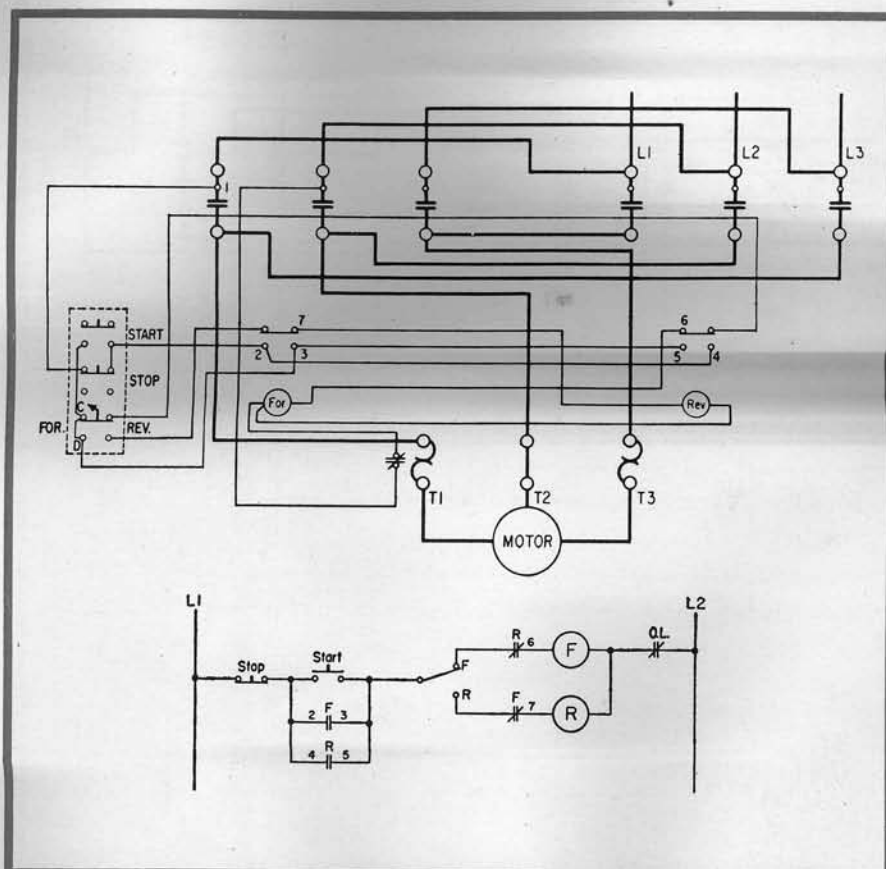 L1 L2 L3
1
START
7
6
2 3
5 4
STOP
C
For
Rev
FOR. REV.
D
T1 T2 T3
MOTOR
L1 L2
Stop Start F R 6 F O.L.
2 F 3
R F 7 R
4 R 5